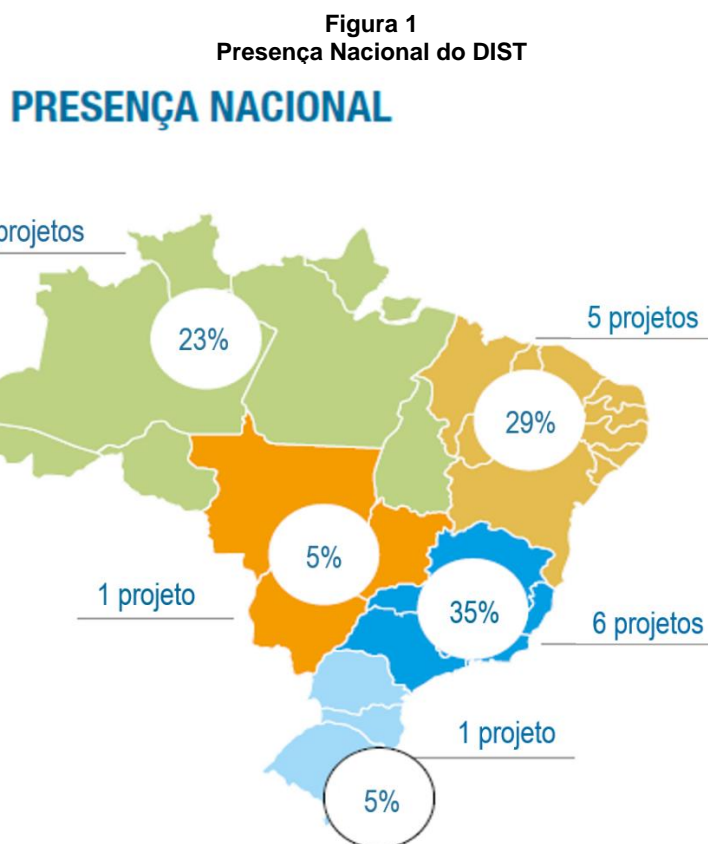 Figura 1
Presença Nacional do DIST
PRESENÇA NACIONAL
projetos
5 projetos
23%
29%
5%
1 projeto
35%
6 projetos
1 projeto
5%